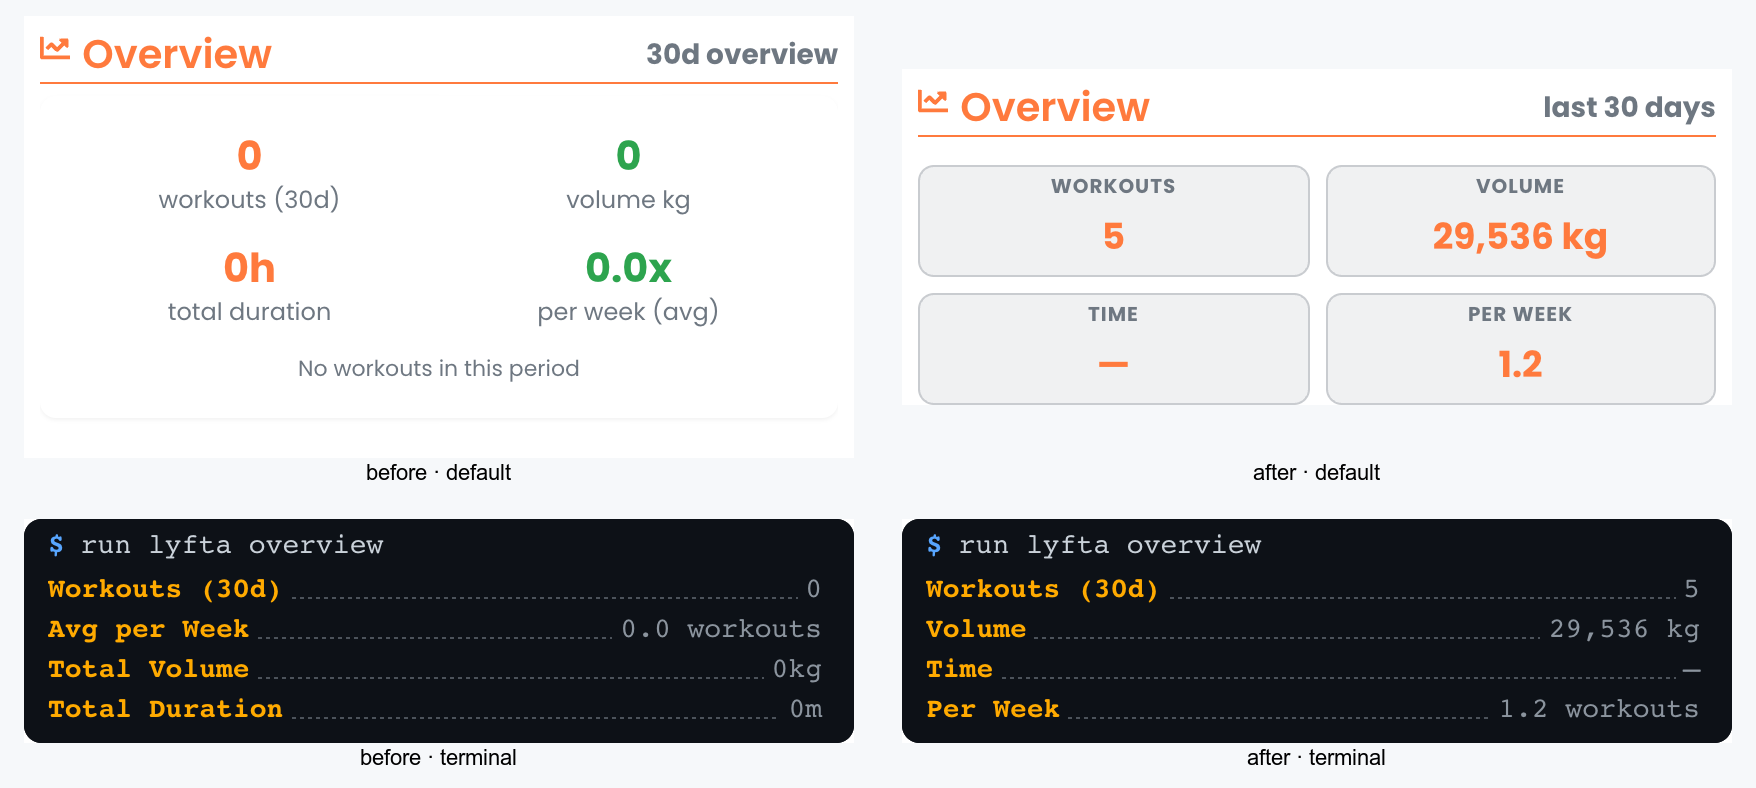 Overview
30d overview
0
workouts (30d)
0
volume kg
0h
total duration
0.0x
per week (avg)
No workouts in this period
before · default
Overview
last 30 days
WORKOUTS
5
VOLUME
29,536 kg
TIME
—
PER WEEK
1.2
after · default
$ run lyfta overview
Workouts (30d) 0
Avg per Week 0.0 workouts
Total Volume 0kg
Total Duration 0m
before · terminal
$ run lyfta overview
Workouts (30d) 5
Volume 29,536 kg
Time —
Per Week 1.2 workouts
after · terminal